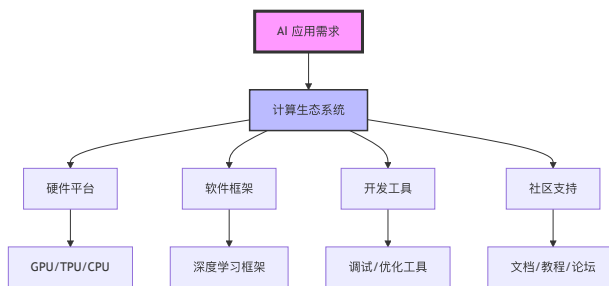 AI 应用需求
计算生态系统
硬件平台
软件框架
开发工具
社区支持
GPU/TPU/CPU
深度学习框架
调试/优化工具
文档/教程/论坛